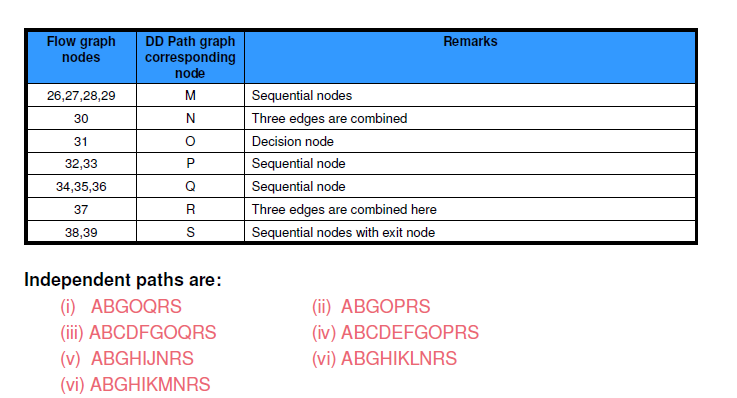 Flow graph nodes DD Path graph corresponding node Remarks
26,27,28,29 M Sequential nodes
30 N Three edges are combined
31 O Decision node
32,33 P Sequential node
34,35,36 Q Sequential node
37 R Three edges are combined here
38,39 S Sequential nodes with exit node
Independent paths are:
(i) ABGOQRS (ii) ABGOPRS
(iii) ABCDFGOQRS (iv) ABCDEFGOPRS
(v) ABGHIJNRS (vi) ABGHIKLNRS
(vi) ABGHIKMNRS